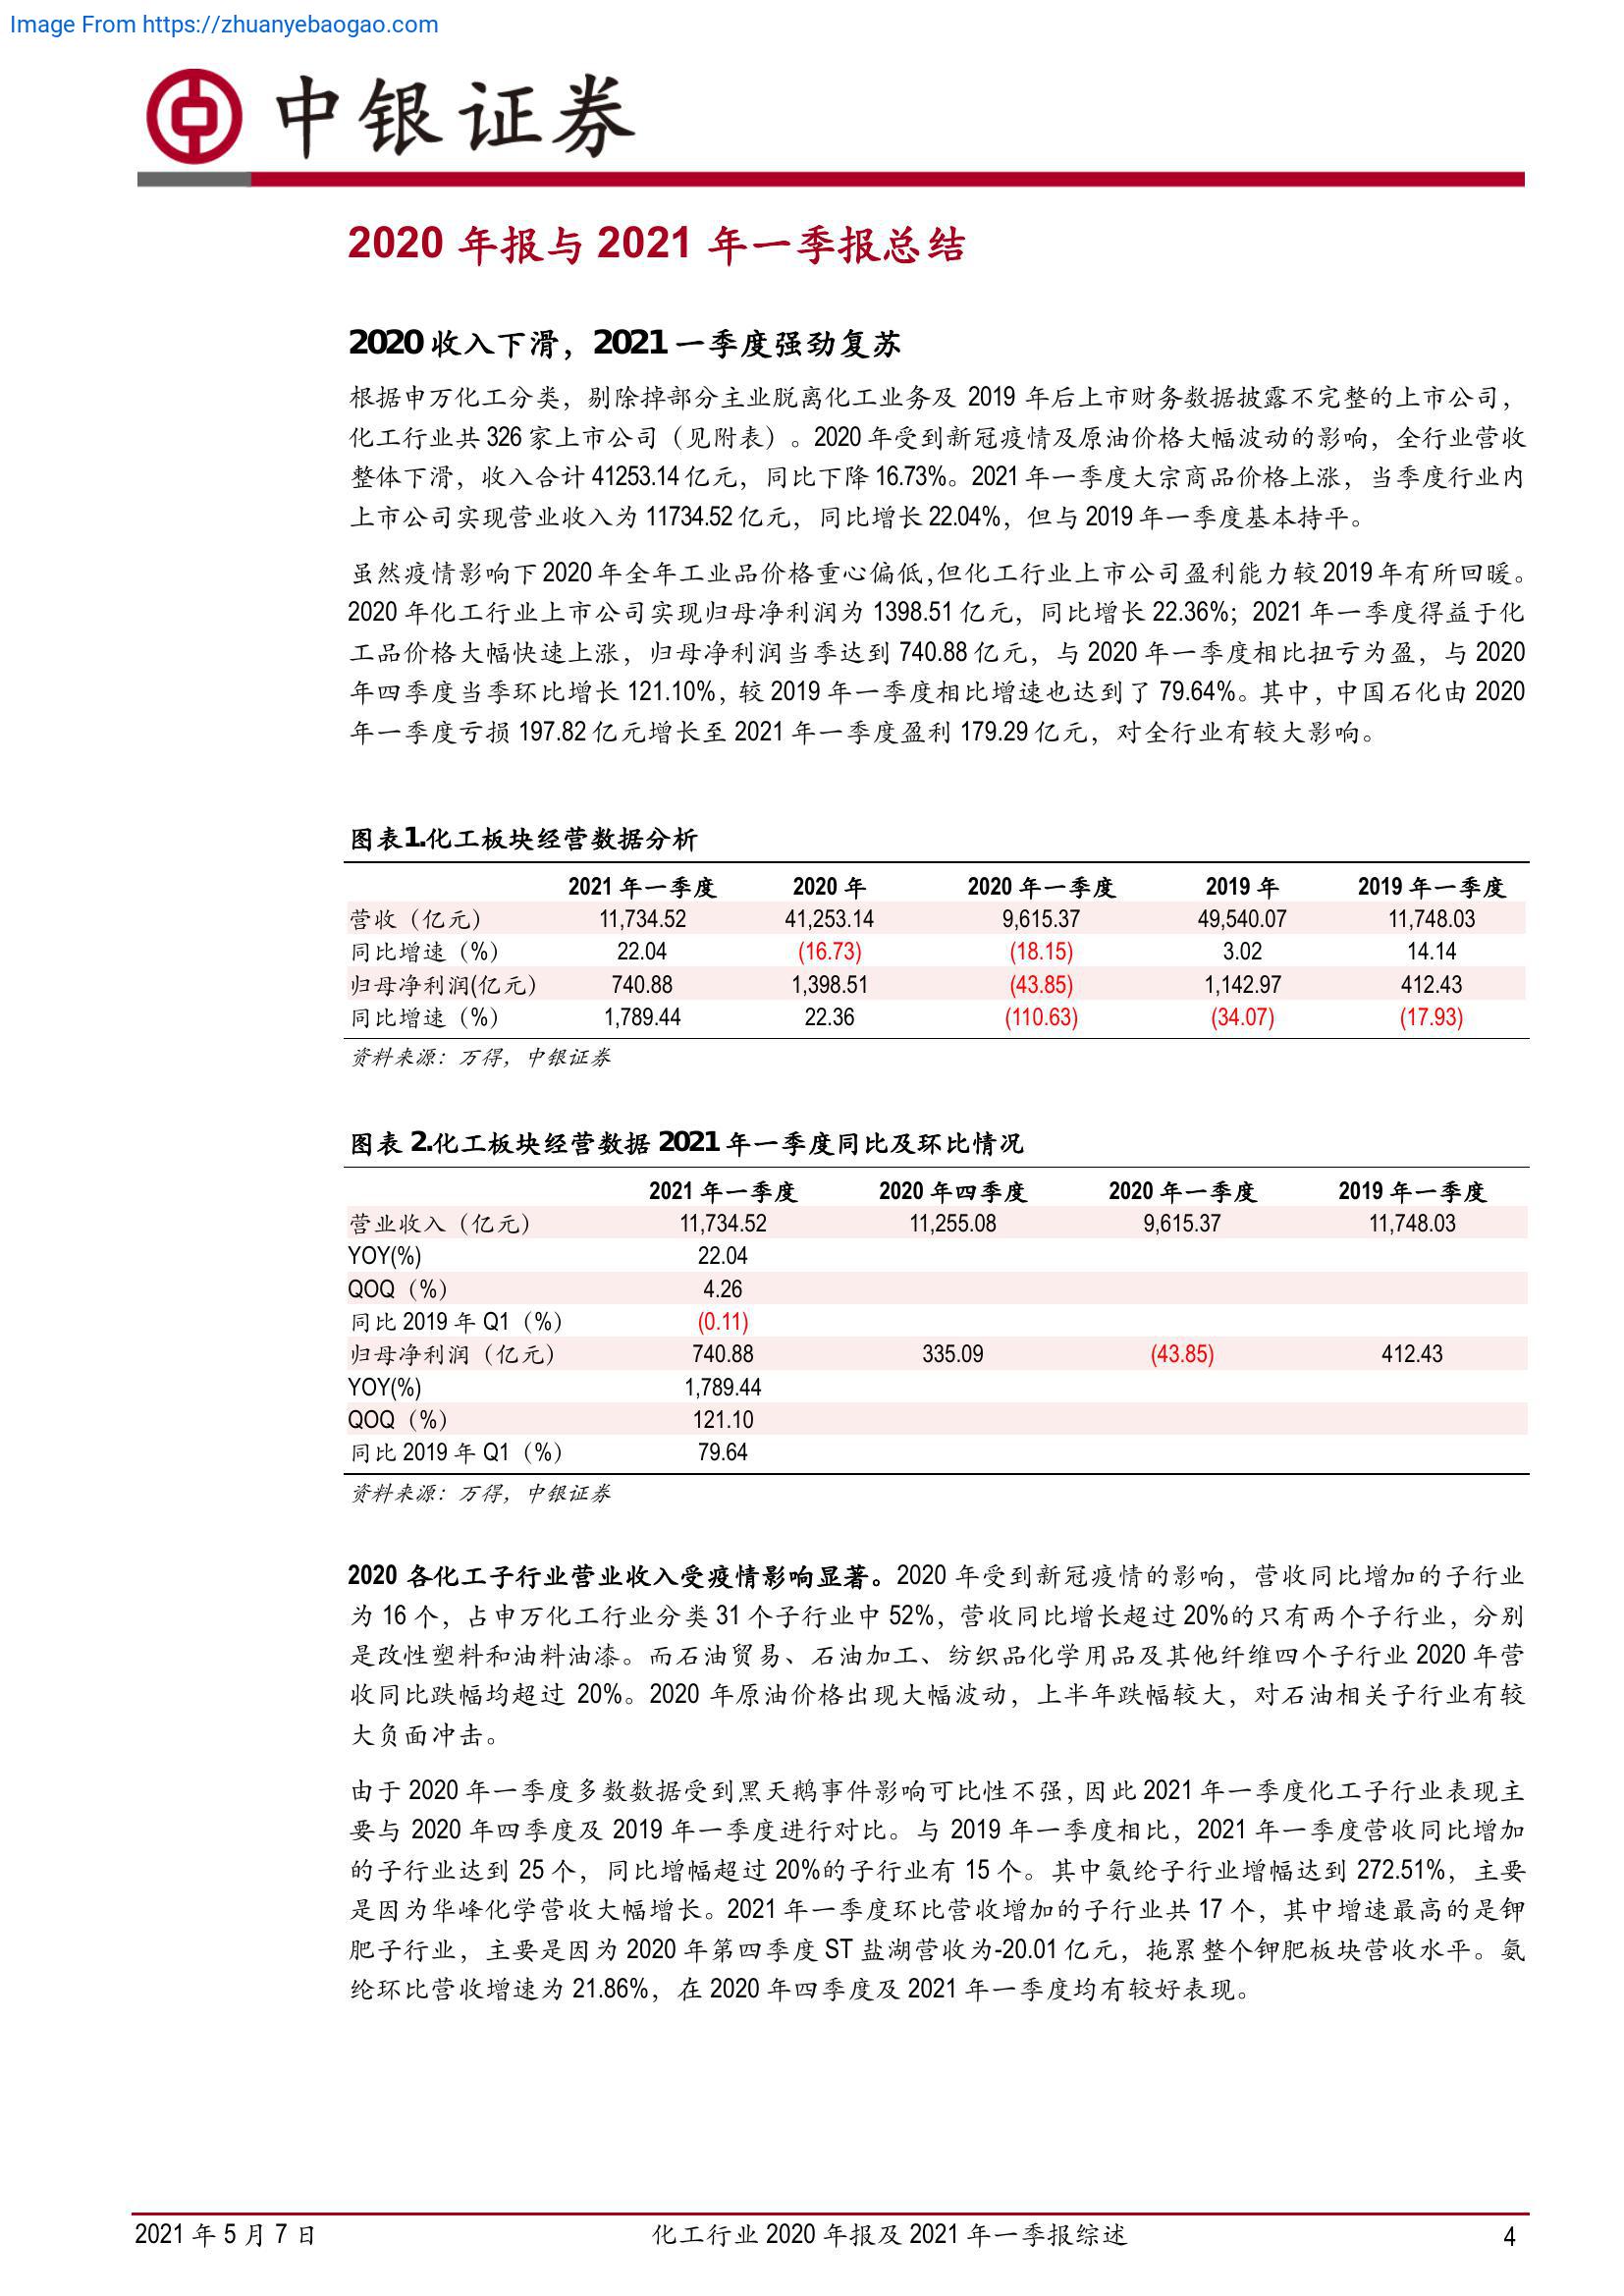 Image From https://zhuanyebaogao.com
中银证券
2020 年报与 2021 年一季报总结
2020 收入下滑，2021 一季度强劲复苏
根据申万化工分类，剔除掉部分主业脱离化工业务及 2019 年后上市财务数据披露不完整的上市公司，
化工行业共 326 家上市公司（见附表）。2020 年受到新冠疫情及原油价格大幅波动的影响，全行业营收
整体下滑，收入合计 41253.14 亿元，同比下降 16.73%。2021 年一季度大宗商品价格上涨，当季度行业内
上市公司实现营业收入为 11734.52 亿元，同比增长 22.04%，但与 2019 年一季度基本持平。
虽然疫情影响下 2020 年全年工业品价格重心偏低，但化工行业上市公司盈利能力较 2019 年有所回暖。
2020 年化工行业上市公司实现归母净利润为 1398.51 亿元，同比增长 22.36%；2021 年一季度得益于化
工品价格大幅快速上涨，归母净利润当季达到 740.88 亿元，与 2020 年一季度相比扭亏为盈，与 2020
年四季度当季环比增长 121.10%，较 2019 年一季度相比增速也达到了 79.64%。其中，中国石化由 2020
年一季度亏损 197.82 亿元增长至 2021 年一季度盈利 179.29 亿元，对全行业有较大影响。
图表1.化工板块经营数据分析
2021 年一季度 2020 年 2020 年一季度 2019 年 2019 年一季度
营收（亿元） 11,734.52 41,253.14 9,615.37 49,540.07 11,748.03
同比增速（%） 22.04 (16.73) (18.15) 3.02 14.14
归母净利润(亿元） 740.88 1,398.51 (43.85) 1,142.97 412.43
同比增速（%） 1,789.44 22.36 (110.63) (34.07) (17.93)
资料来源：万得，中银证券
图表 2.化工板块经营数据 2021 年一季度同比及环比情况
2021 年一季度 2020 年四季度 2020 年一季度 2019 年一季度
营业收入（亿元） 11,734.52 11,255.08 9,615.37 11,748.03
YOY(%) 22.04
QOQ（%） 4.26
同比 2019 年 Q1（%） (0.11)
归母净利润（亿元） 740.88 335.09 (43.85) 412.43
YOY(%) 1,789.44
QOQ（%） 121.10
同比 2019 年 Q1（%） 79.64
资料来源：万得，中银证券
2020 各化工子行业营业收入受疫情影响显著。2020 年受到新冠疫情的影响，营收同比增加的子行业
为 16 个，占申万化工行业分类 31 个子行业中 52%，营收同比增长超过 20%的只有两个子行业，分别
是改性塑料和油料油漆。而石油贸易、石油加工、纺织品化学用品及其他纤维四个子行业 2020 年营
收同比跌幅均超过 20%。2020 年原油价格出现大幅波动，上半年跌幅较大，对石油相关子行业有较
大负面冲击。
由于 2020 年一季度多数数据受到黑天鹅事件影响可比性不强，因此 2021 年一季度化工子行业表现主
要与 2020 年四季度及 2019 年一季度进行对比。与 2019 年一季度相比，2021 年一季度营收同比增加
的子行业达到 25 个，同比增幅超过 20%的子行业有 15 个。其中氨纶子行业增幅达到 272.51%，主要
是因为华峰化学营收大幅增长。2021 年一季度环比营收增加的子行业共 17 个，其中增速最高的是钾
肥子行业，主要是因为 2020 年第四季度 ST 盐湖营收为-20.01 亿元，拖累整个钾肥板块营收水平。氨
纶环比营收增速为 21.86%，在 2020 年四季度及 2021 年一季度均有较好表现。
2021 年 5 月 7 日 化工行业 2020 年报及 2021 年一季报综述 4